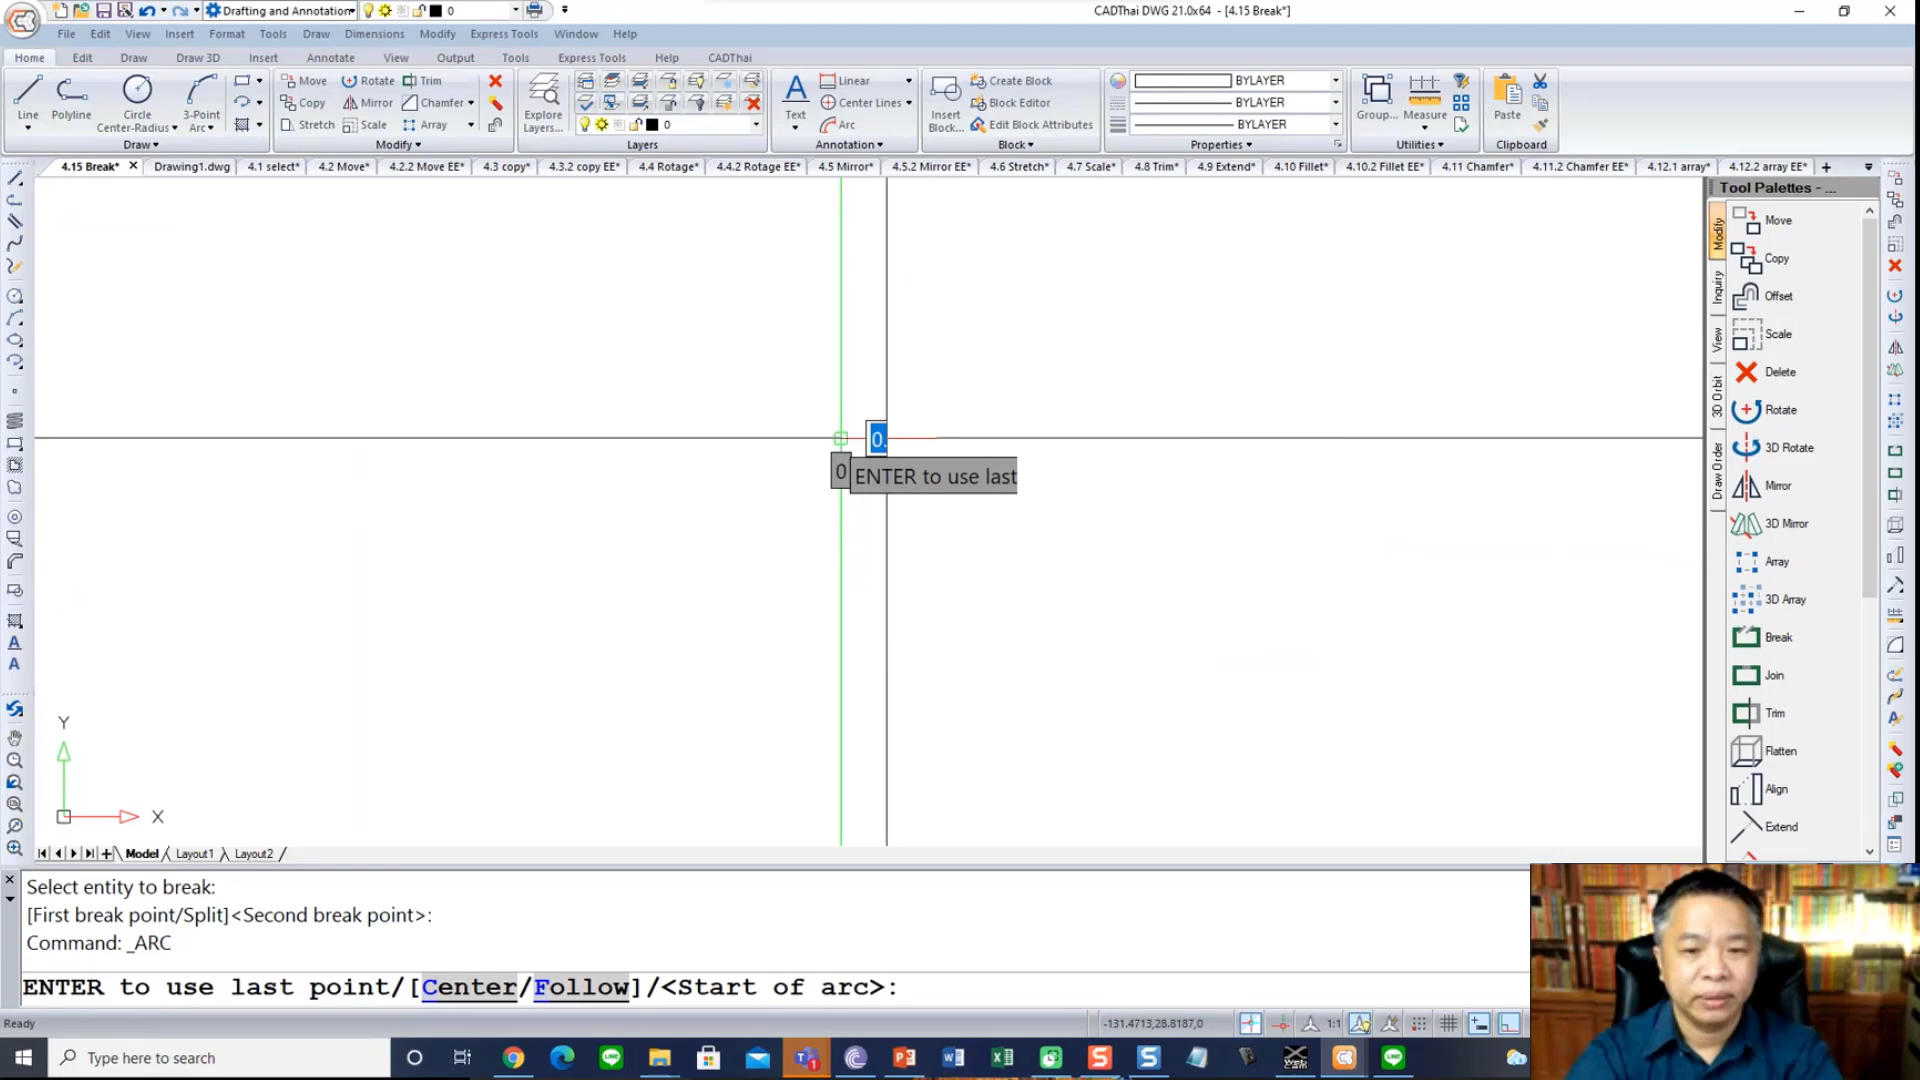 Drafting and Annotation
0
CADThai DWG 21.0x64 - [4.15 Break*]
File Edit View Insert Format Tools Draw Dimensions Modify Express Tools Window Help
Home Edit Draw Draw 3D Insert Annotate View Output Tools Express Tools Help CADThai
Line
Polyline
Circle
Center-Radius
3-Point
Arc
Draw
Move Rotate Trim
Copy Mirror Chamfer
Stretch Scale Array
Modify
Explore
Layers...
0
Layers
Text
Linear
Center Lines
Arc
Annotation
Insert
Block...
Create Block
Block Editor
Edit Block Attributes
Block
BYLAYER
BYLAYER
BYLAYER
Properties
Group...
Measure
Utilities
Paste
Clipboard
4.15 Break* Drawing1.dwg 4.1 select* 4.2 Move* 4.2.2 Move EE* 4.3 copy* 4.3.2 copy EE* 4.4 Rotage* 4.4.2 Rotage EE* 4.5 Mirror* 4.5.2 Mirror EE* 4.6 Stretch* 4.7 Scale* 4.8 Trim* 4.9 Extend* 4.10 Fillet* 4.10.2 Fillet EE* 4.11 Chamfer* 4.11.2 Chamfer EE* 4.12.1 array* 4.12.2 array EE*
Tool Palettes - ...
Modify
Inquiry
View
3D Orbit
Draw Order
Move
Copy
Offset
Scale
Delete
Rotate
3D Rotate
Mirror
3D Mirror
Array
3D Array
Break
Join
Trim
Flatten
Align
Extend
0.
0
ENTER to use last
Y
X
Model Layout1 Layout2
Select entity to break:
[First break point/Split]<Second break point>:
Command: _ARC
ENTER to use last point/[Center/Follow]/<Start of arc>:
Ready
-131.4713,28.8187,0
1:1
Type here to search